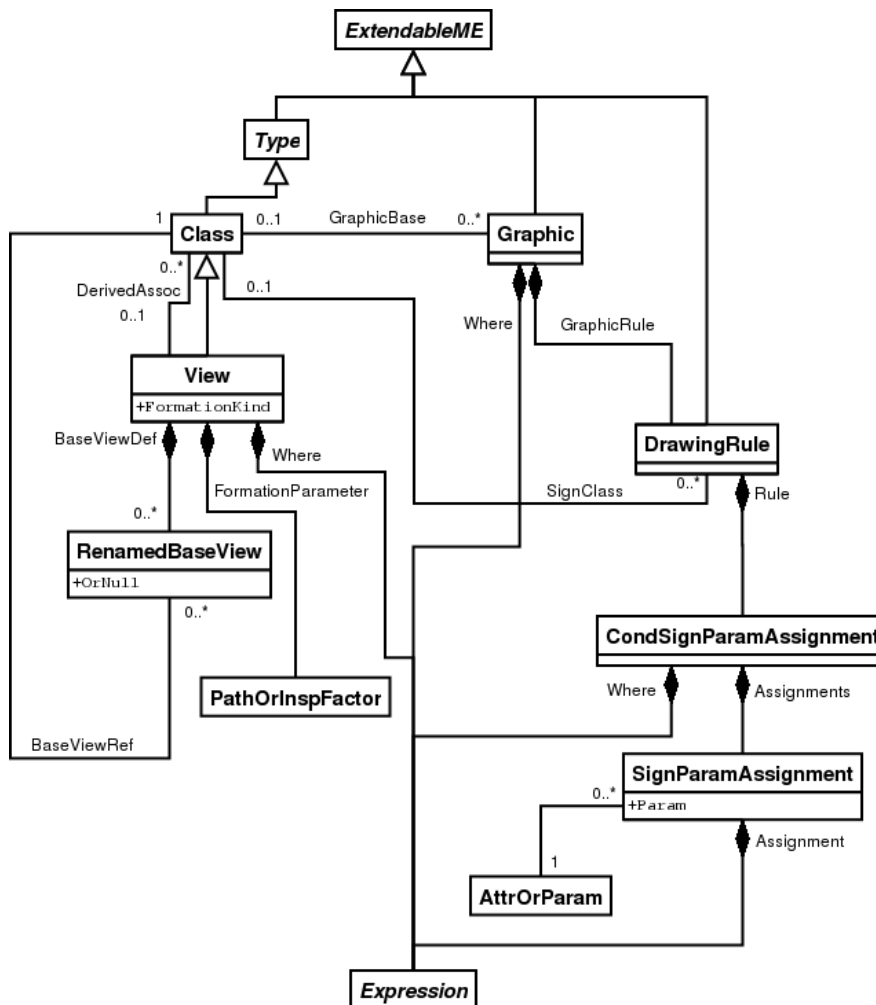 ExtendableME
Type
1
0..1
GraphicBase
0..*
Class
Graphic
0..*
DerivedAssoc
0..1
0..1
Where
GraphicRule
View
+FormationKind
BaseViewDef
Where
DrawingRule
FormationParameter
SignClass
0..*
Rule
0..*
RenamedBaseView
+OrNull
0..*
CondSignParamAssignment
PathOrInspFactor
Where
Assignments
BaseViewRef
SignParamAssignment
0..*
+Param
Assignment
1
AttrOrParam
Expression